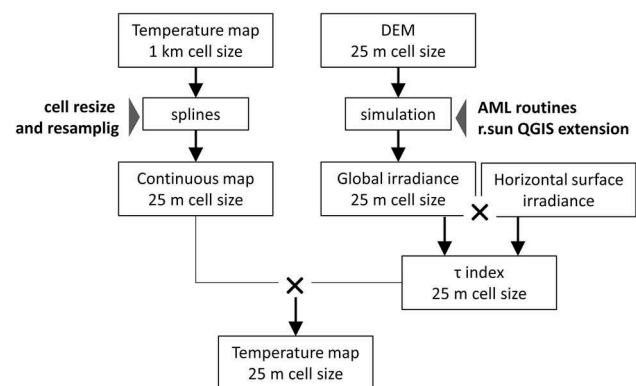 Temperature map
1 km cell size
DEM
25 m cell size
cell resize
and resamplig
splines
simulation
AML routines
r.sun QGIS extension
Continuous map
25 m cell size
Global irradiance
25 m cell size
Horizontal surface
irradiance
τ index
25 m cell size
Temperature map
25 m cell size